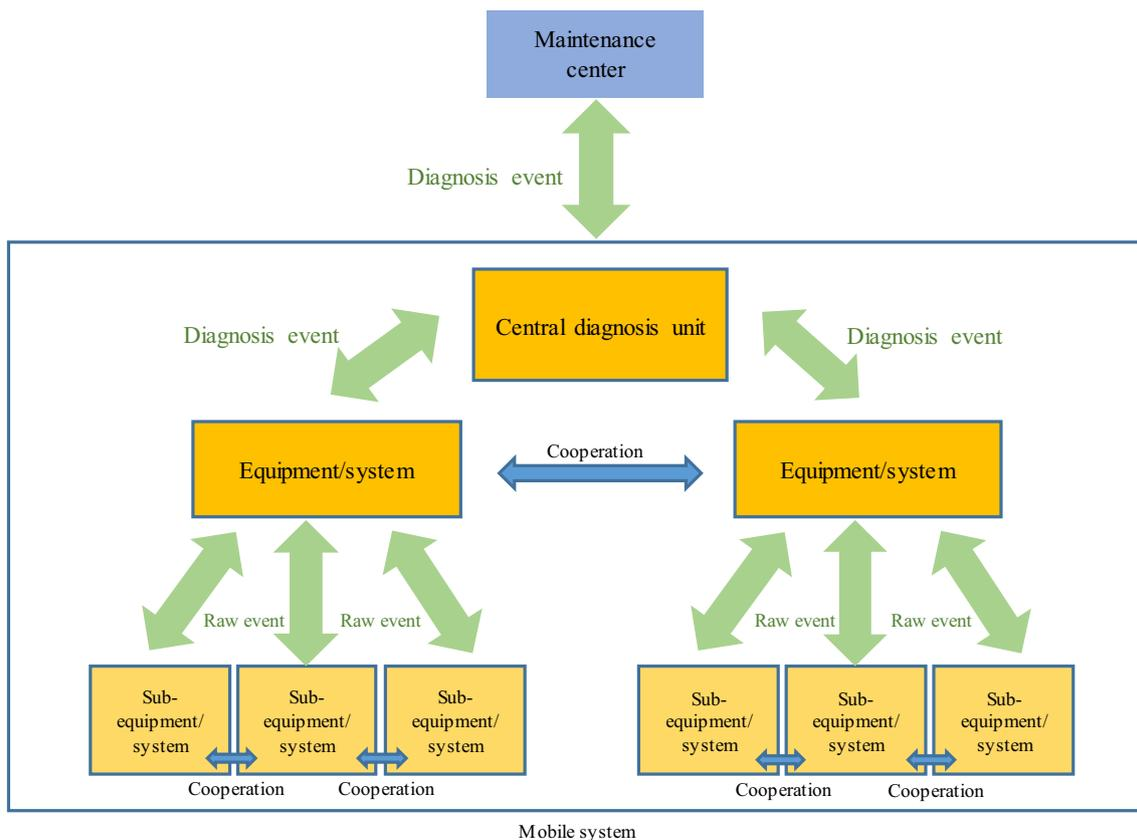 Maintenance
center
Diagnosis event
Central diagnosis unit
Diagnosis event
Diagnosis event
Equipment/system
Cooperation
Equipment/system
Raw event
Raw event
Raw event
Raw event
Sub-
equipment/
system
Sub-
equipment/
system
Sub-
equipment/
system
Sub-
equipment/
system
Sub-
equipment/
system
Sub-
equipment/
system
Cooperation
Cooperation
Cooperation
Cooperation
Mobile system